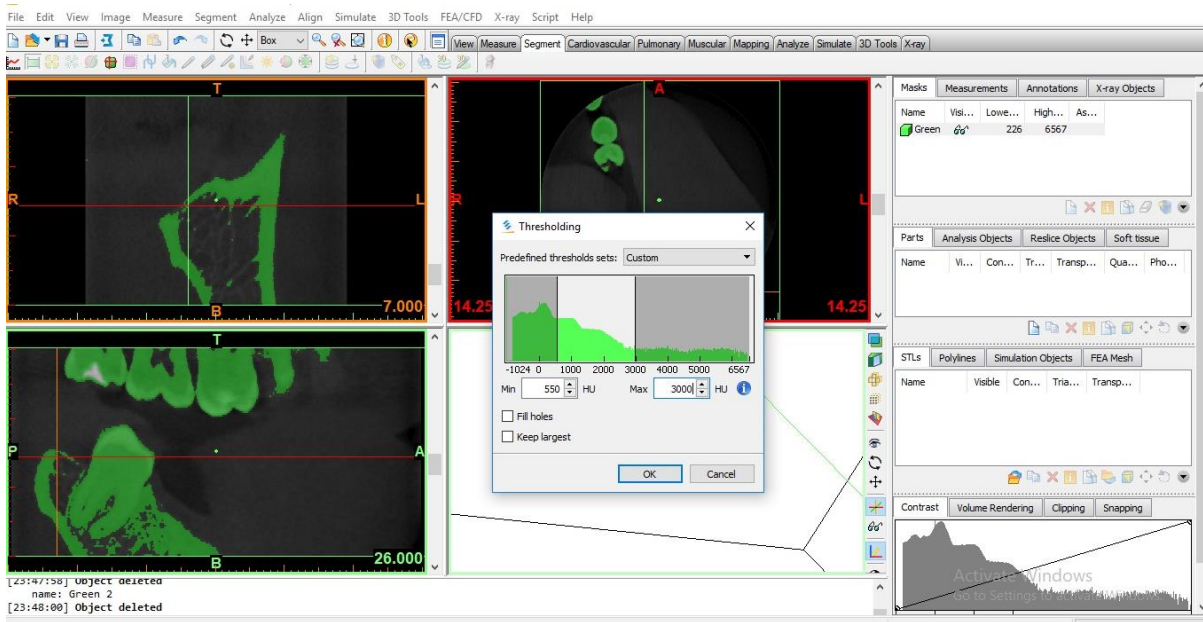 File Edit View Image Measure Segment Analyze Align Simulate 3D Tools FEA/CFD X-ray Script Help
Box
View Measure Segment Cardiovascular Pulmonary Muscular Mapping Analyze Simulate 3D Tools X-ray
T
R
L
B
7.000
A
R
L
14.25
14.25
T
P
A
B
26.000
Thresholding
Predefined thresholds sets: Custom
-1024 0 1000 2000 3000 4000 5000 6567
Min 550 HU Max 3000 HU
Fill holes
Keep largest
OK Cancel
Masks Measurements Annotations X-ray Objects
Name Visi... Lowe... High... As...
Green 226 6567
Parts Analysis Objects Reslice Objects Soft tissue
Name Vi... Con... Tr... Transp... Qua... Pho...
STLs Polylines Simulation Objects FEA Mesh
Name Visible Con... Tria... Transp...
Contrast Volume Rendering Clipping Snapping
Activate Windows
Go to Settings to activate
[23:47:58] Object deleted
name: Green 2
[23:48:00] Object deleted